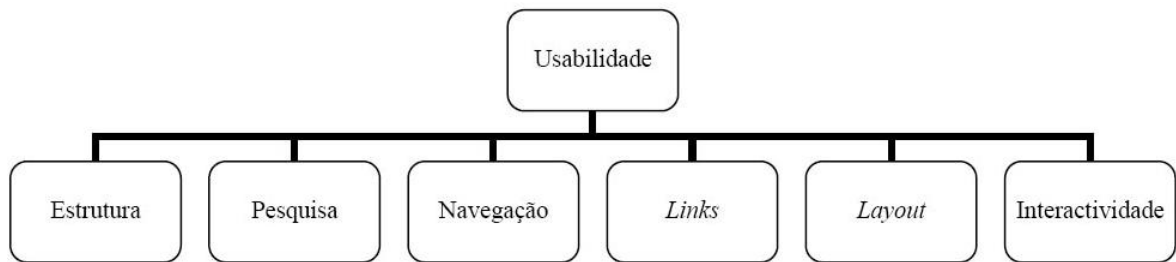 Usabilidade
Estrutura
Pesquisa
Navegação
Links
Layout
Interactividade